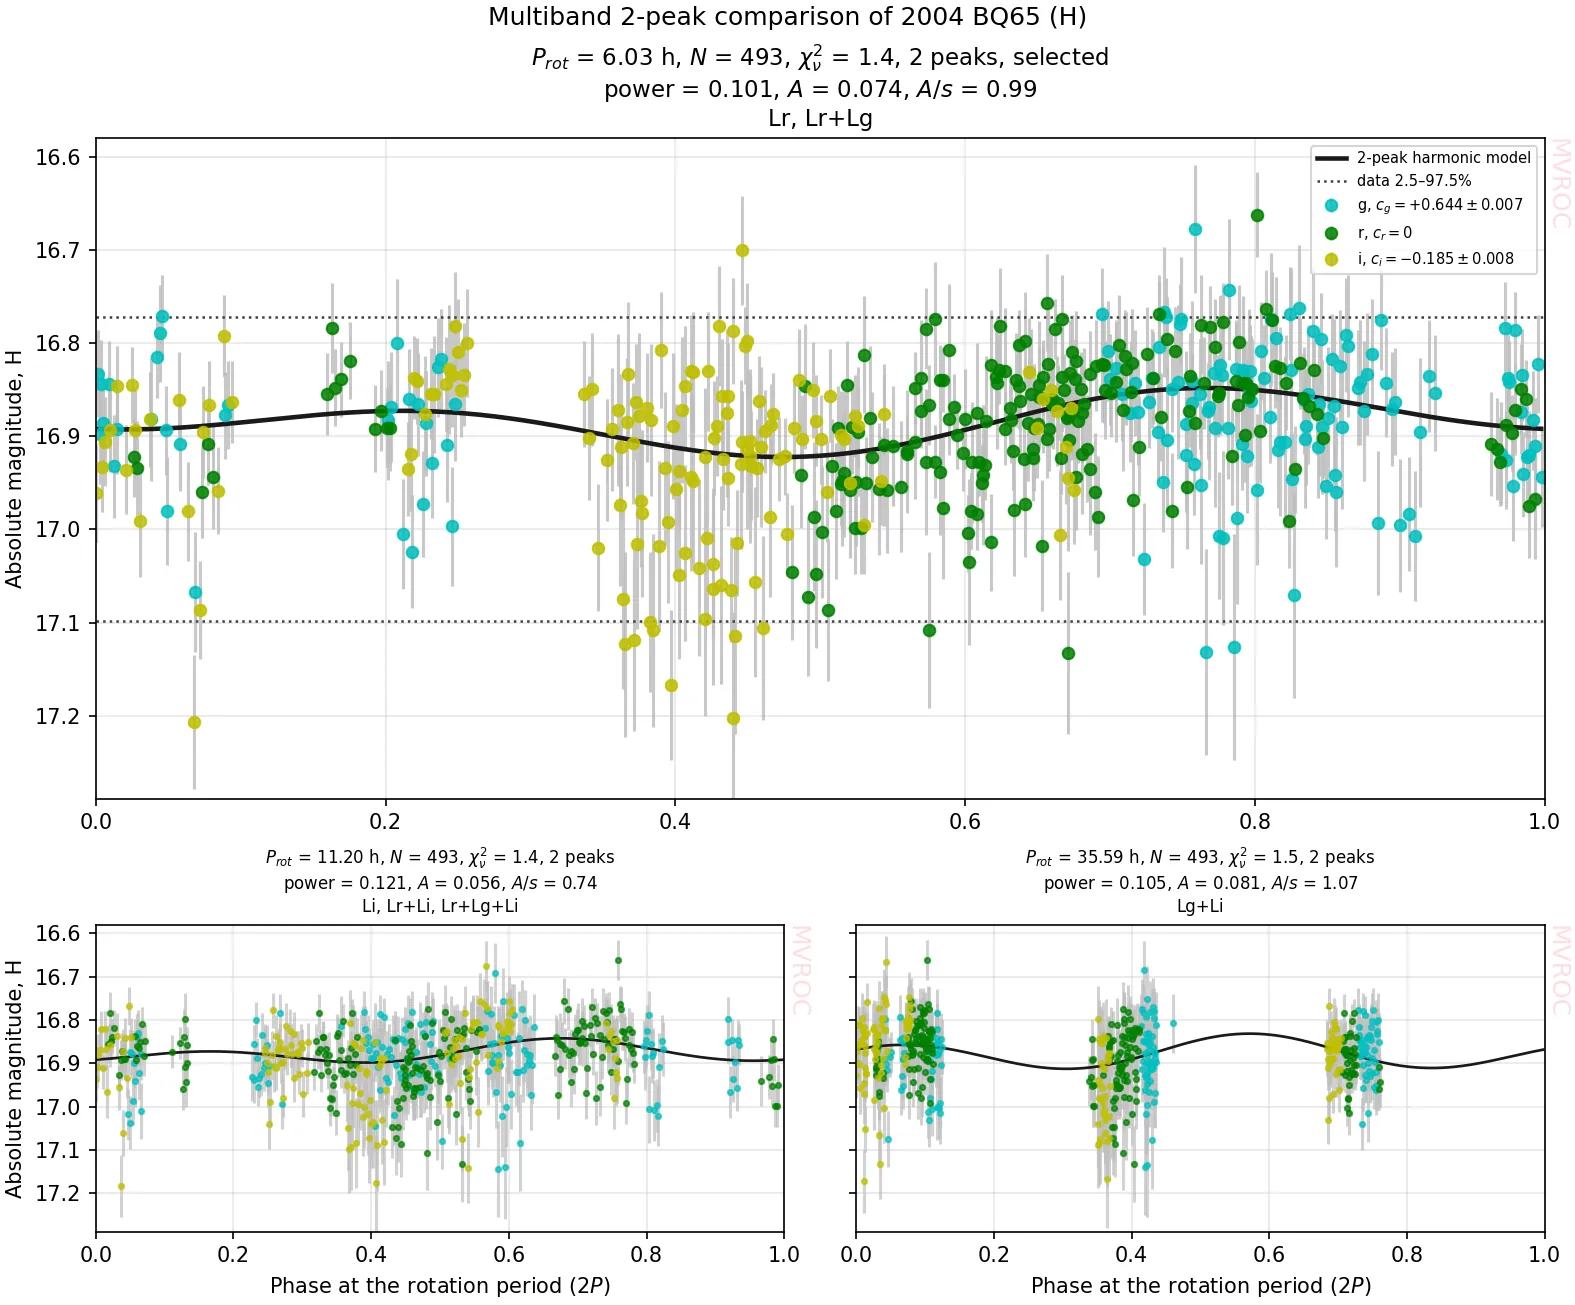 Multiband 2-peak comparison of 2004 BQ65 (H)
P_rot = 6.03 h, N = 493, χ²_ν = 1.4, 2 peaks, selected
power = 0.101, A = 0.074, A/s = 0.99
Lr, Lr+Lg
Absolute magnitude, H
16.6
16.7
16.8
16.9
17.0
17.1
17.2
0.0 0.2 0.4 0.6 0.8 1.0
2-peak harmonic model
data 2.5–97.5%
g, c_g = +0.644 ± 0.007
r, c_r = 0
i, c_i = −0.185 ± 0.008
MVROC
P_rot = 11.20 h, N = 493, χ²_ν = 1.4, 2 peaks
power = 0.121, A = 0.056, A/s = 0.74
Li, Lr+Li, Lr+Lg+Li
Absolute magnitude, H
16.6
16.7
16.8
16.9
17.0
17.1
17.2
0.0 0.2 0.4 0.6 0.8 1.0
Phase at the rotation period (2P)
MVROC
P_rot = 35.59 h, N = 493, χ²_ν = 1.5, 2 peaks
power = 0.105, A = 0.081, A/s = 1.07
Lg+Li
0.0 0.2 0.4 0.6 0.8 1.0
Phase at the rotation period (2P)
MVROC